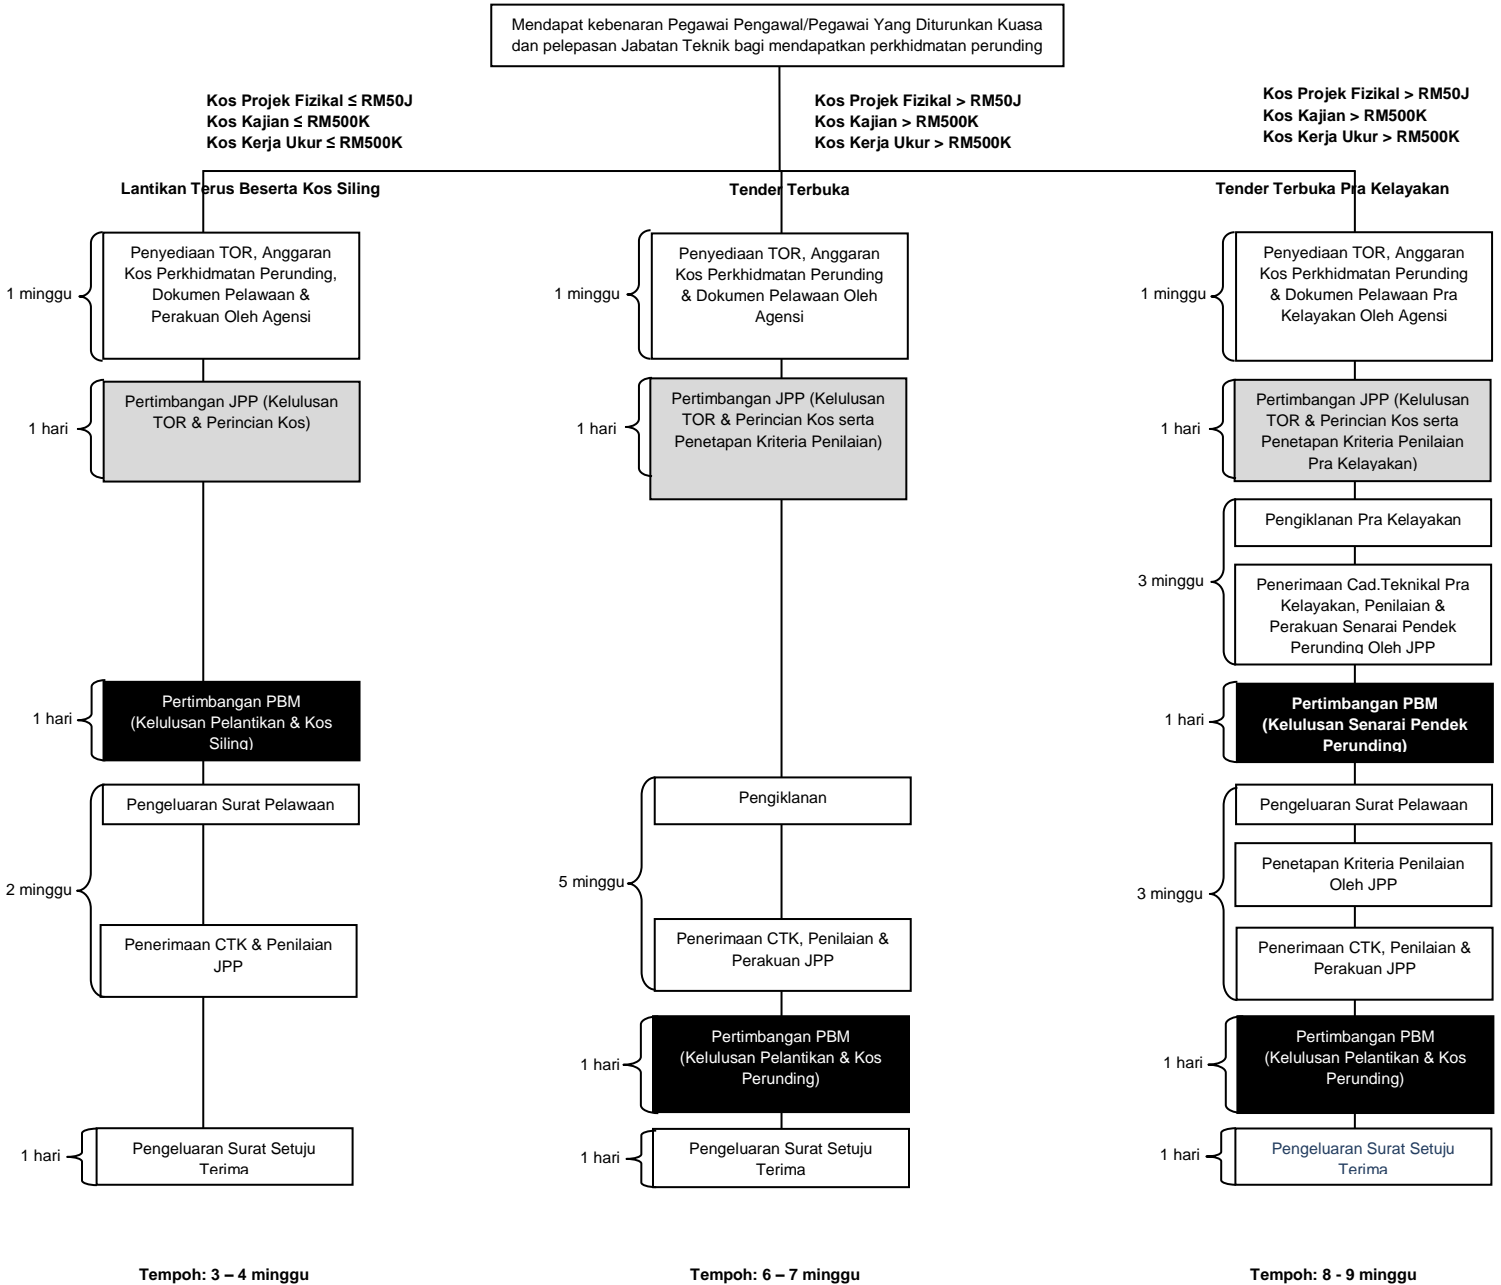 Mendapat kebenaran Pegawai Pengawal/Pegawai Yang Diturunkan Kuasa
dan pelepasan Jabatan Teknik bagi mendapatkan perkhidmatan perunding
Kos Projek Fizikal ≤ RM50J
Kos Kajian ≤ RM500K
Kos Kerja Ukur ≤ RM500K
Lantikan Terus Beserta Kos Siling
1 minggu
Penyediaan TOR, Anggaran
Kos Perkhidmatan Perunding,
Dokumen Pelawaan &
Perakuan Oleh Agensi
1 hari
Pertimbangan JPP (Kelulusan
TOR & Perincian Kos)
1 hari
Pertimbangan PBM
(Kelulusan Pelantikan & Kos
Siling)
2 minggu
Pengeluaran Surat Pelawaan
Penerimaan CTK & Penilaian
JPP
1 hari
Pengeluaran Surat Setuju
Terima
Tempoh: 3 – 4 minggu
Kos Projek Fizikal > RM50J
Kos Kajian > RM500K
Kos Kerja Ukur > RM500K
Tender Terbuka
1 minggu
Penyediaan TOR, Anggaran
Kos Perkhidmatan Perunding
& Dokumen Pelawaan Oleh
Agensi
1 hari
Pertimbangan JPP (Kelulusan
TOR & Perincian Kos serta
Penetapan Kriteria Penilaian)
5 minggu
Pengiklanan
Penerimaan CTK, Penilaian &
Perakuan JPP
1 hari
Pertimbangan PBM
(Kelulusan Pelantikan & Kos
Perunding)
1 hari
Pengeluaran Surat Setuju
Terima
Tempoh: 6 – 7 minggu
Kos Projek Fizikal > RM50J
Kos Kajian > RM500K
Kos Kerja Ukur > RM500K
Tender Terbuka Pra Kelayakan
1 minggu
Penyediaan TOR, Anggaran
Kos Perkhidmatan Perunding
& Dokumen Pelawaan Pra
Kelayakan Oleh Agensi
1 hari
Pertimbangan JPP (Kelulusan
TOR & Perincian Kos serta
Penetapan Kriteria Penilaian
Pra Kelayakan)
3 minggu
Pengiklanan Pra Kelayakan
Penerimaan Cad.Teknikal Pra
Kelayakan, Penilaian &
Perakuan Senarai Pendek
Perunding Oleh JPP
1 hari
Pertimbangan PBM
(Kelulusan Senarai Pendek
Perunding)
3 minggu
Pengeluaran Surat Pelawaan
Penetapan Kriteria Penilaian
Oleh JPP
Penerimaan CTK, Penilaian &
Perakuan JPP
1 hari
Pertimbangan PBM
(Kelulusan Pelantikan & Kos
Perunding)
1 hari
Pengeluaran Surat Setuju
Terima
Tempoh: 8 - 9 minggu